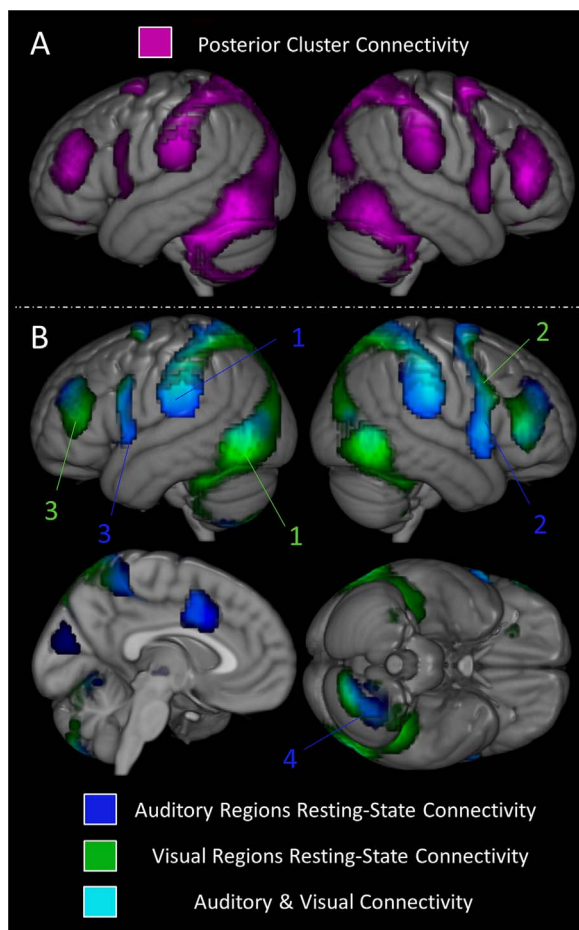 A
Posterior Cluster Connectivity
B
1
2
3
3
1
2
4
Auditory Regions Resting-State Connectivity
Visual Regions Resting-State Connectivity
Auditory & Visual Connectivity